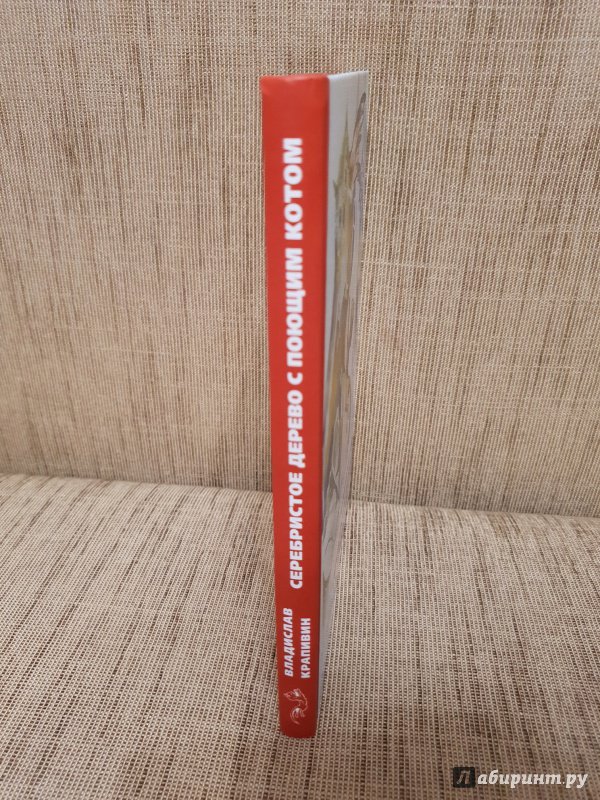 ВЛАДИСЛАВ
КРАПИВИН
СЕРЕБРИСТОЕ ДЕРЕВО С ПОЮЩИМ КОТОМ
Лабиринт.ру